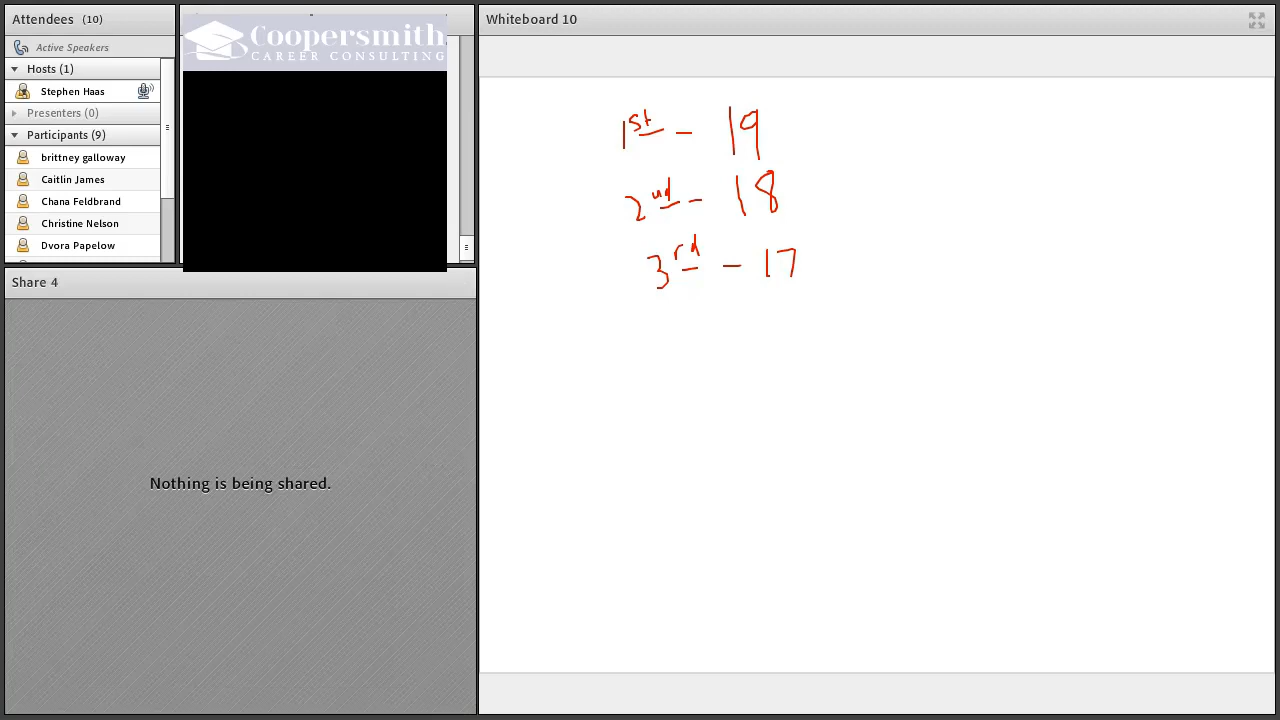 Attendees (10)
Active Speakers
Hosts (1)
Stephen Haas
Presenters (0)
Participants (9)
brittney galloway
Caitlin James
Chana Feldbrand
Christine Nelson
Dvora Papelow
Coopersmith
CAREER CONSULTING
Share 4
Nothing is being shared.
Whiteboard 10
1st - 19
2nd - 18
3rd - 17